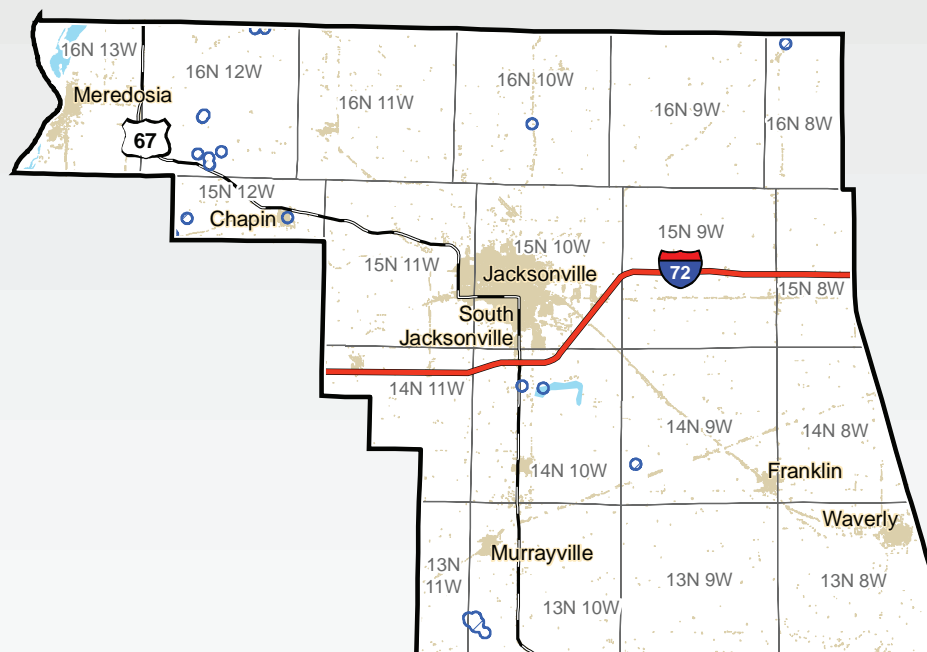 16N 13W
16N 12W
16N 11W
16N 10W
16N 9W
16N 8W
Meredosia
67
15N 12W
Chapin
15N 11W
15N 10W
15N 9W
72
15N 8W
Jacksonville
South
Jacksonville
14N 11W
14N 10W
14N 9W
14N 8W
Franklin
Waverly
Murrayville
13N
11W
13N 10W
13N 9W
13N 8W